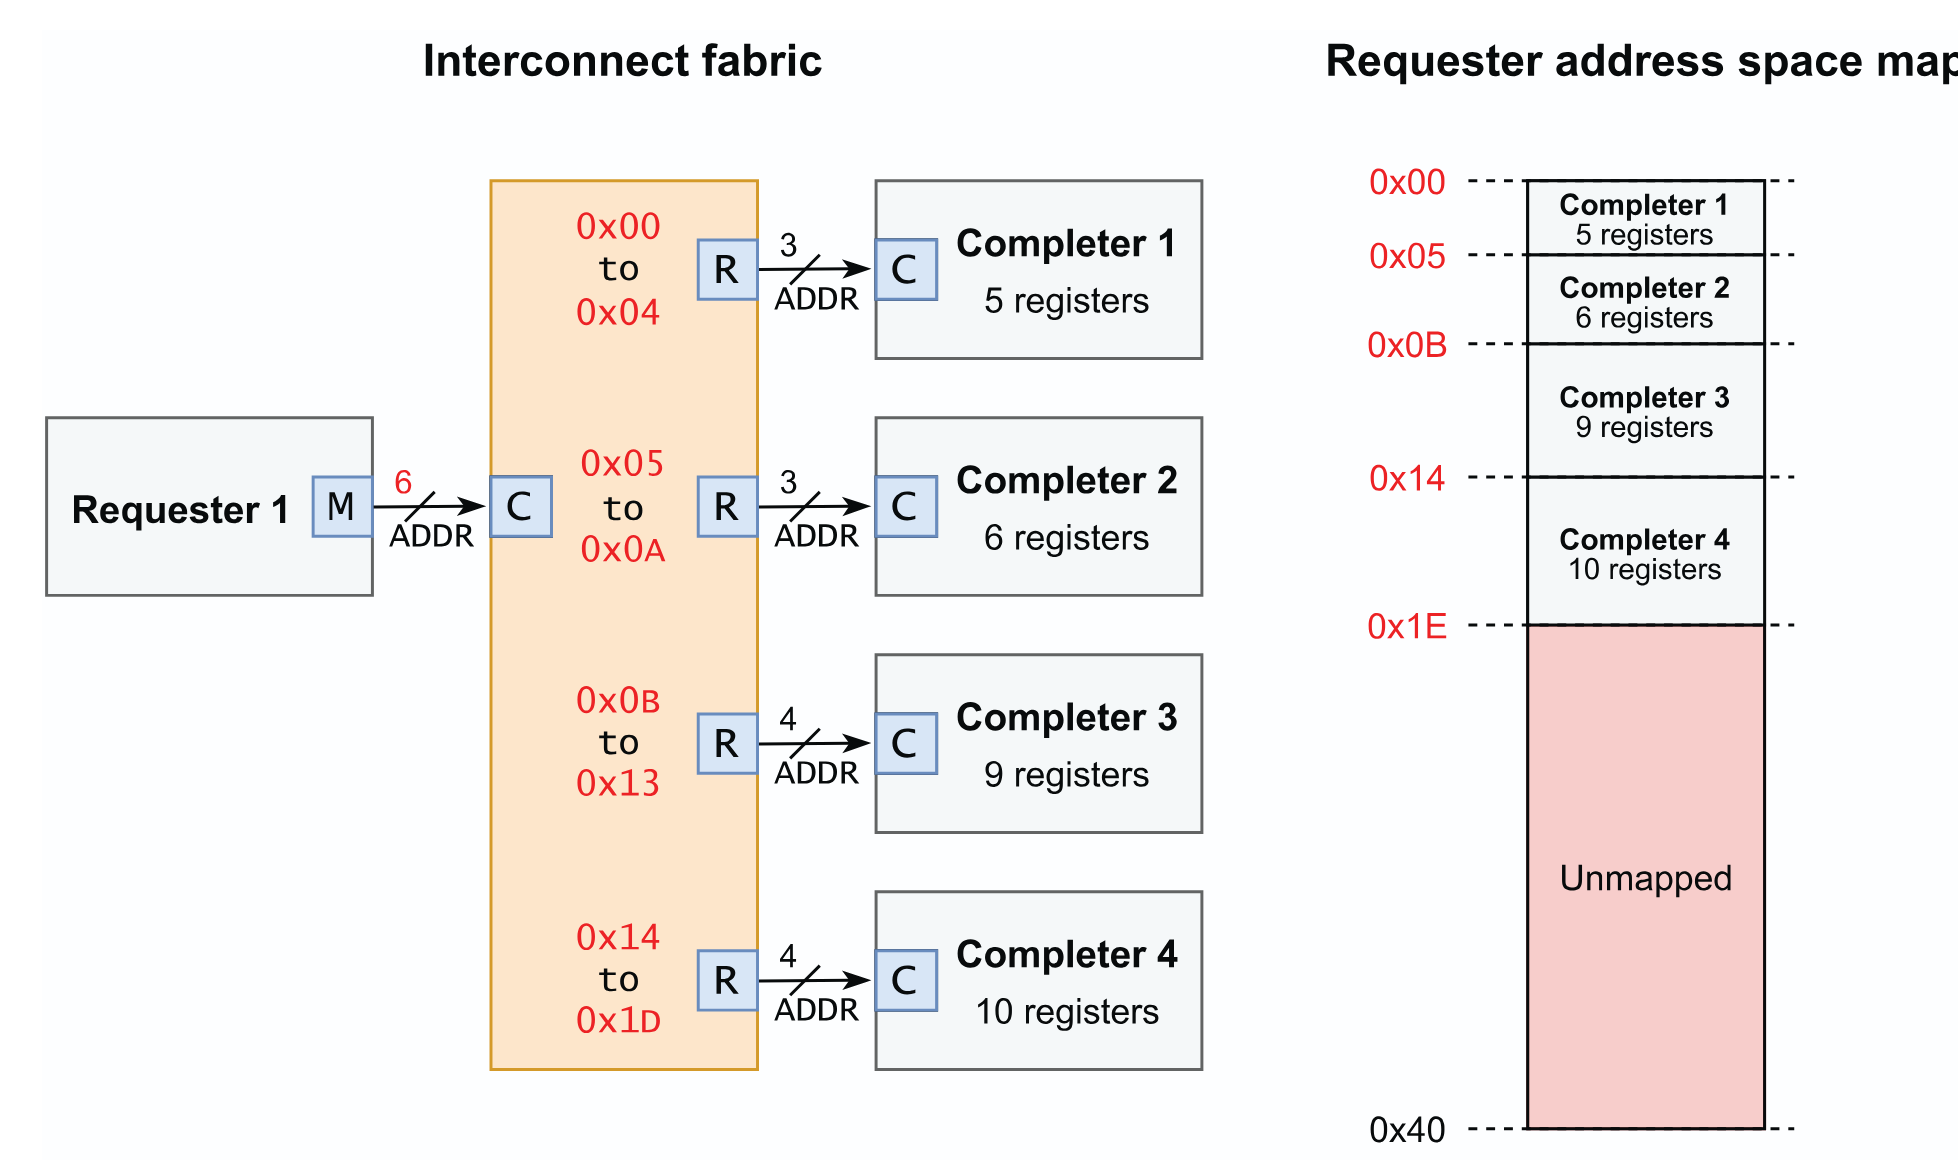 Interconnect fabric
Requester address space map
0x00
to
0x04
R
3
ADDR
C
Completer 1
5 registers
Requester 1
M
6
ADDR
C
0x05
to
0x0A
R
3
ADDR
C
Completer 2
6 registers
0x0B
to
0x13
R
4
ADDR
C
Completer 3
9 registers
0x14
to
0x1D
R
4
ADDR
C
Completer 4
10 registers
0x00
Completer 1
5 registers
0x05
Completer 2
6 registers
0x0B
Completer 3
9 registers
0x14
Completer 4
10 registers
0x1E
Unmapped
0x40